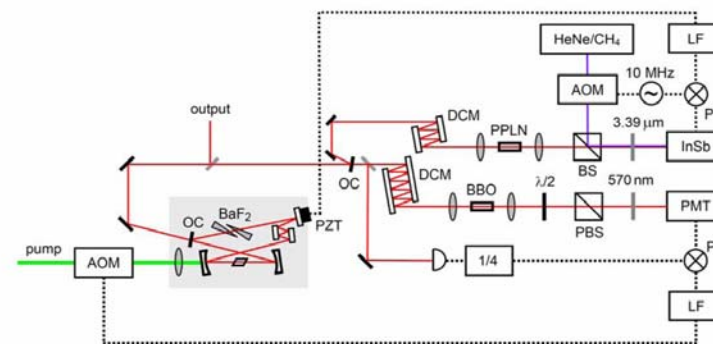 HeNe/CH₄
LF
AOM
10 MHz
~
P
output
DCM
PPLN
3.39 µm
InSb
BS
OC
DCM
BBO
λ/2
570 nm
PMT
PBS
OC
BaF₂
PZT
pump
AOM
1/4
P
LF